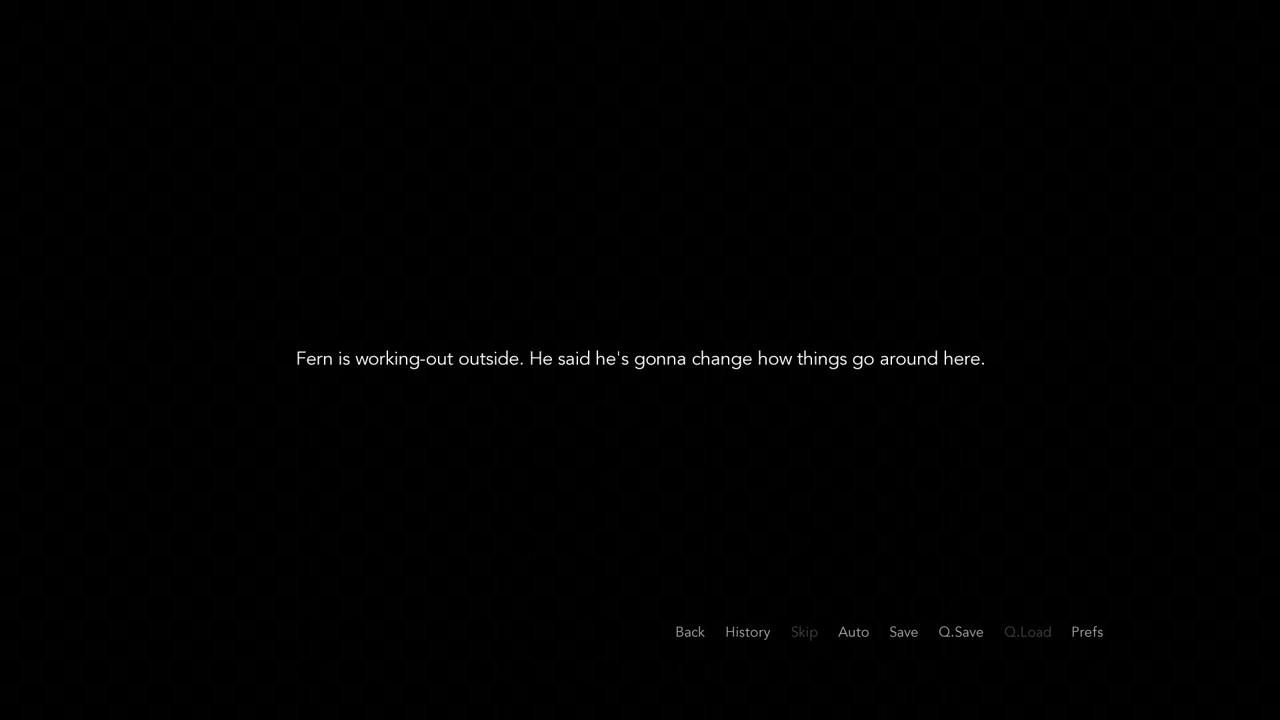 Fern is working-out outside. He said he's gonna change how things go around here.
Back History Skip Auto Save Q.Save Q.Load Prefs